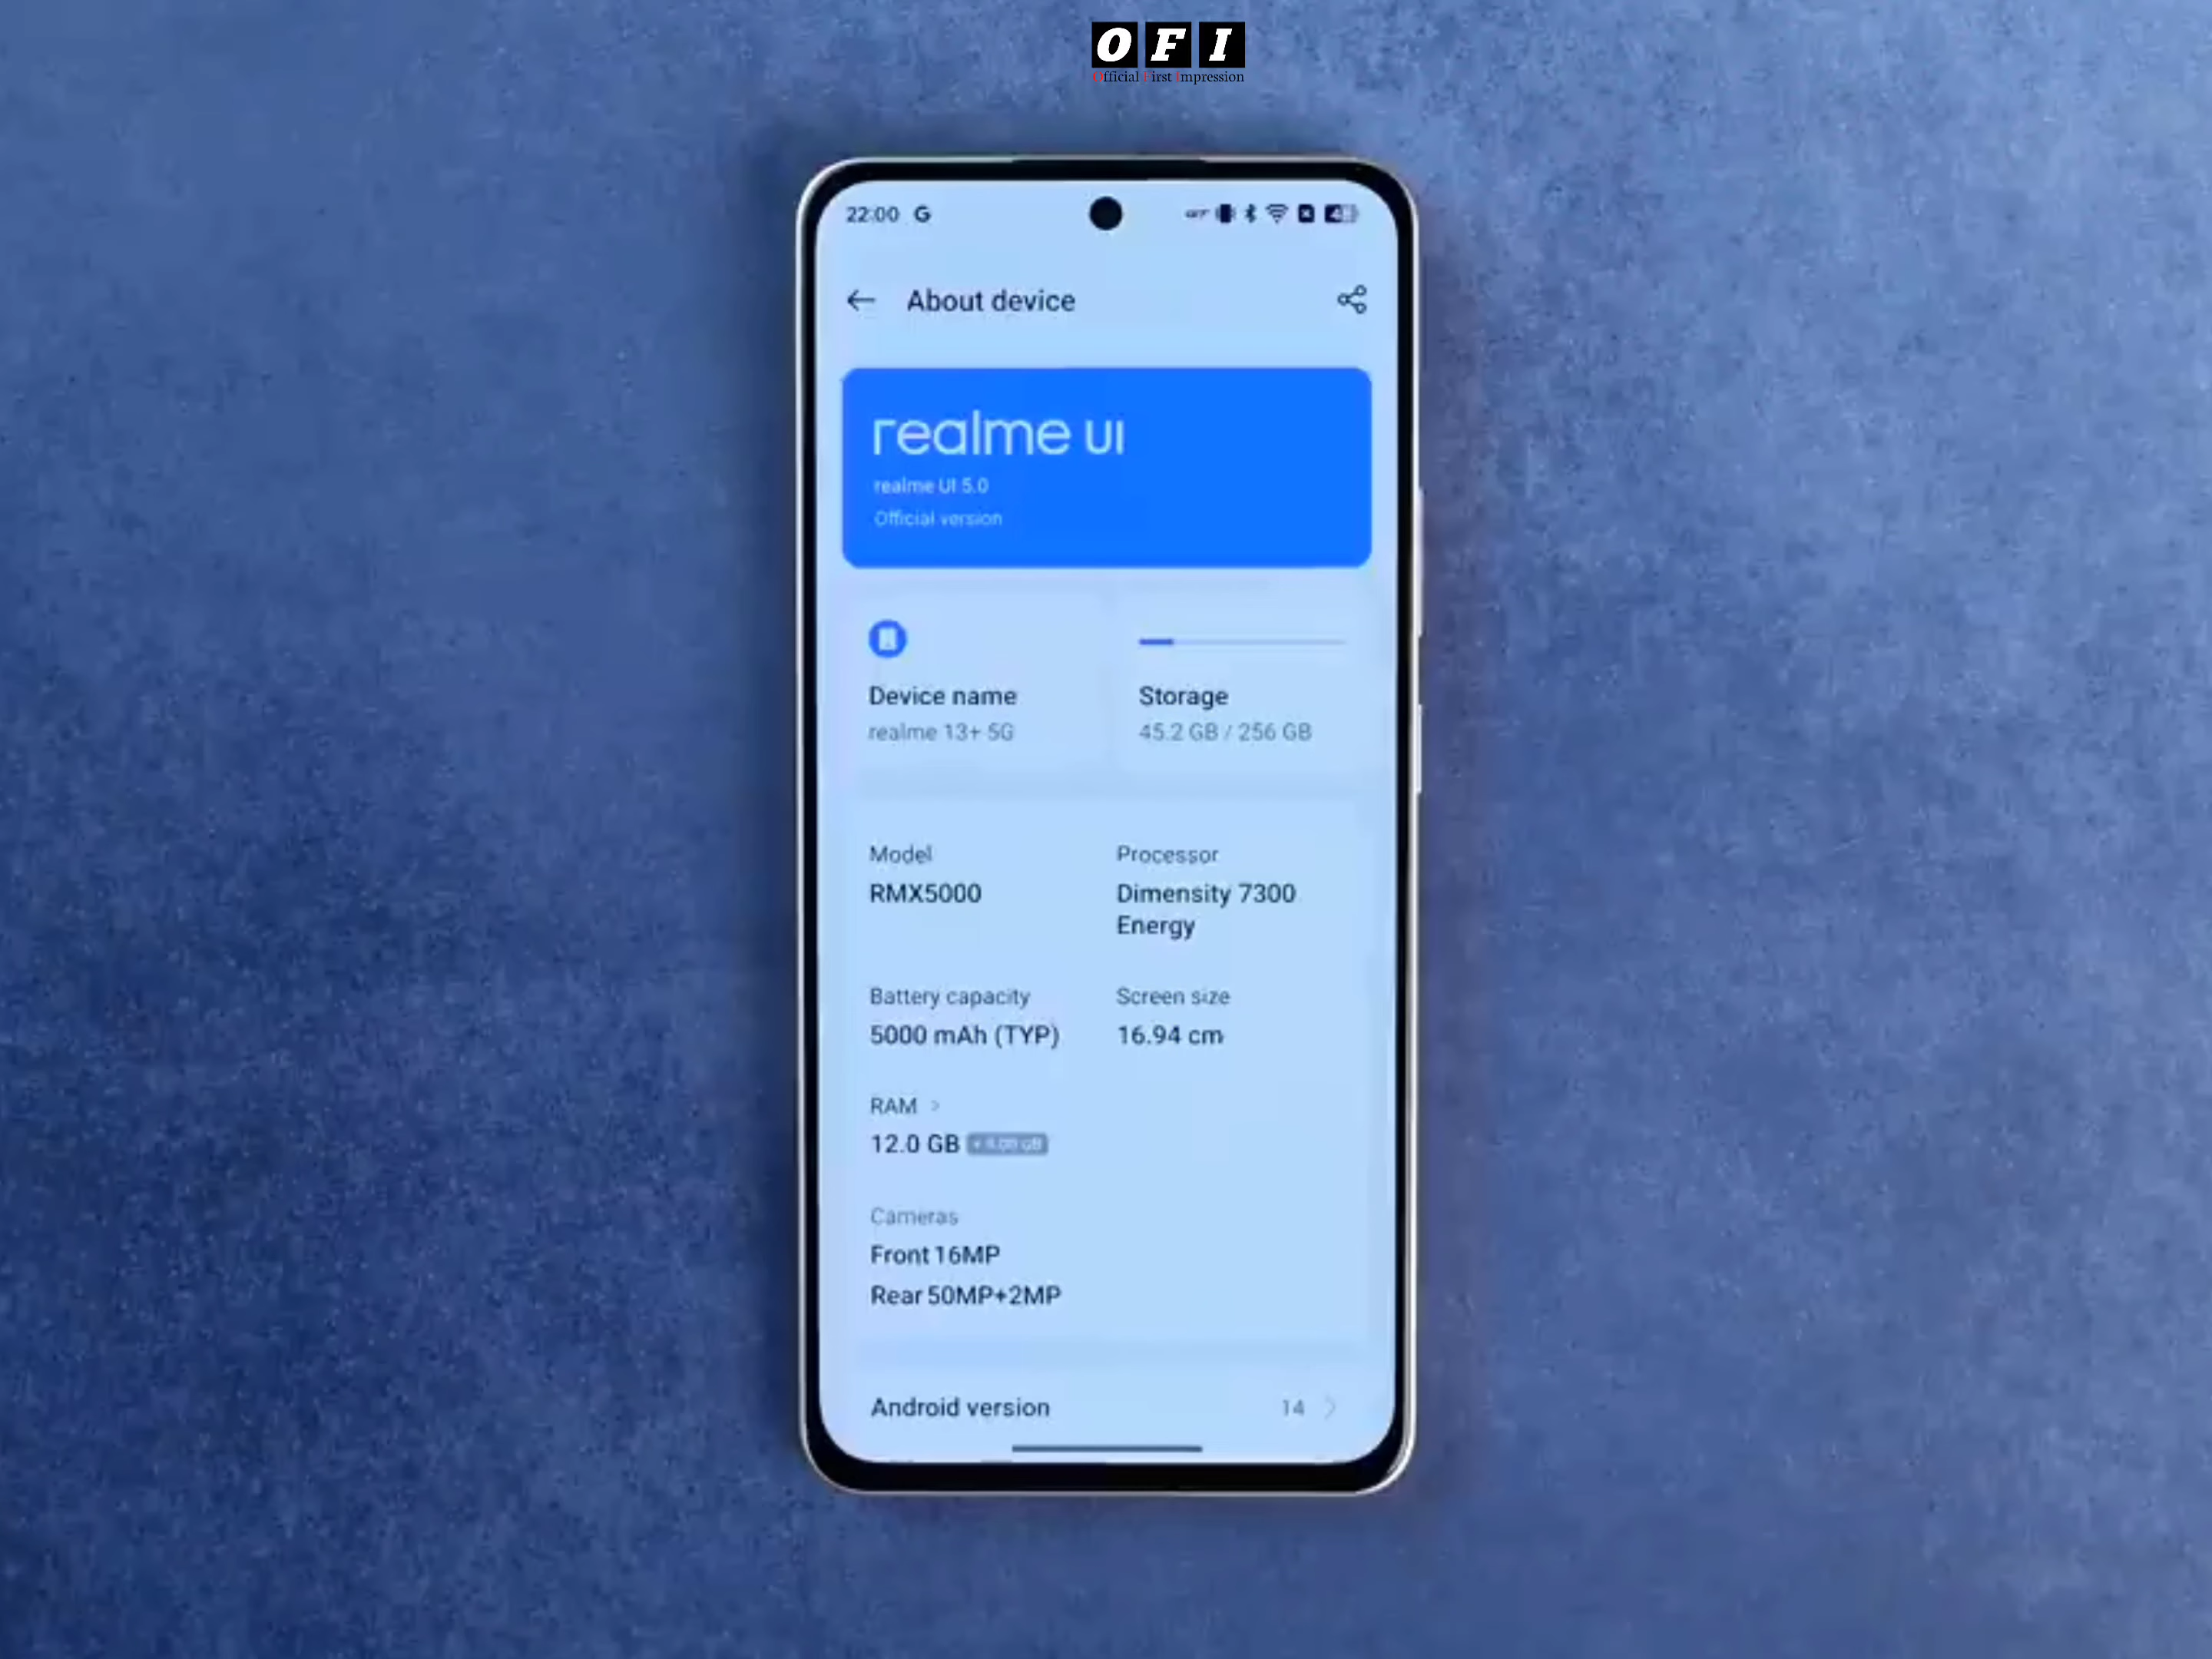 O F I
Official First Impression
22:00 G
About device
realme UI
realme UI 5.0
Official version
Device name
realme 13+ 5G
Storage
45.2 GB / 256 GB
Model
RMX5000
Processor
Dimensity 7300
Energy
Battery capacity
5000 mAh (TYP)
Screen size
16.94 cm
RAM >
12.0 GB
Cameras
Front 16MP
Rear 50MP+2MP
Android version 14 >